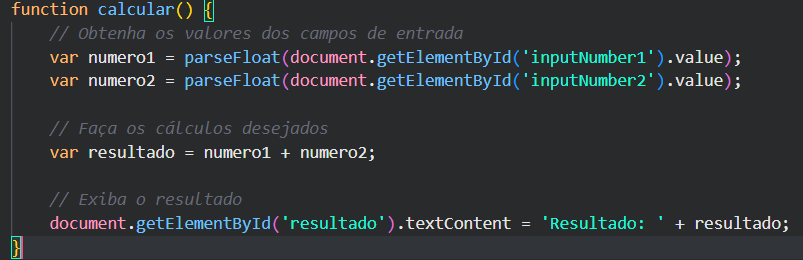 function calcular() {
    // Obtenha os valores dos campos de entrada
    var numero1 = parseFloat(document.getElementById('inputNumber1').value);
    var numero2 = parseFloat(document.getElementById('inputNumber2').value);

    // Faça os cálculos desejados
    var resultado = numero1 + numero2;

    // Exiba o resultado
    document.getElementById('resultado').textContent = 'Resultado: ' + resultado;
}